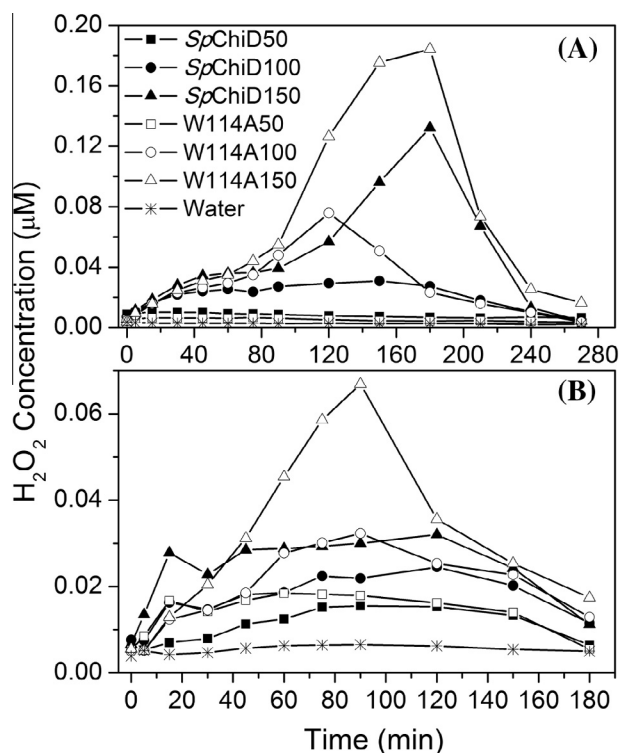 0.20
0.16
0.12
0.08
0.04
0.00
SpChiD50
SpChiD100
SpChiD150
W114A50
W114A100
W114A150
Water
(A)
0 40 80 120 160 200 240 280
H₂O₂ Concentration (μM)
0.06
0.04
0.02
0.00
(B)
0 20 40 60 80 100 120 140 160 180
Time (min)